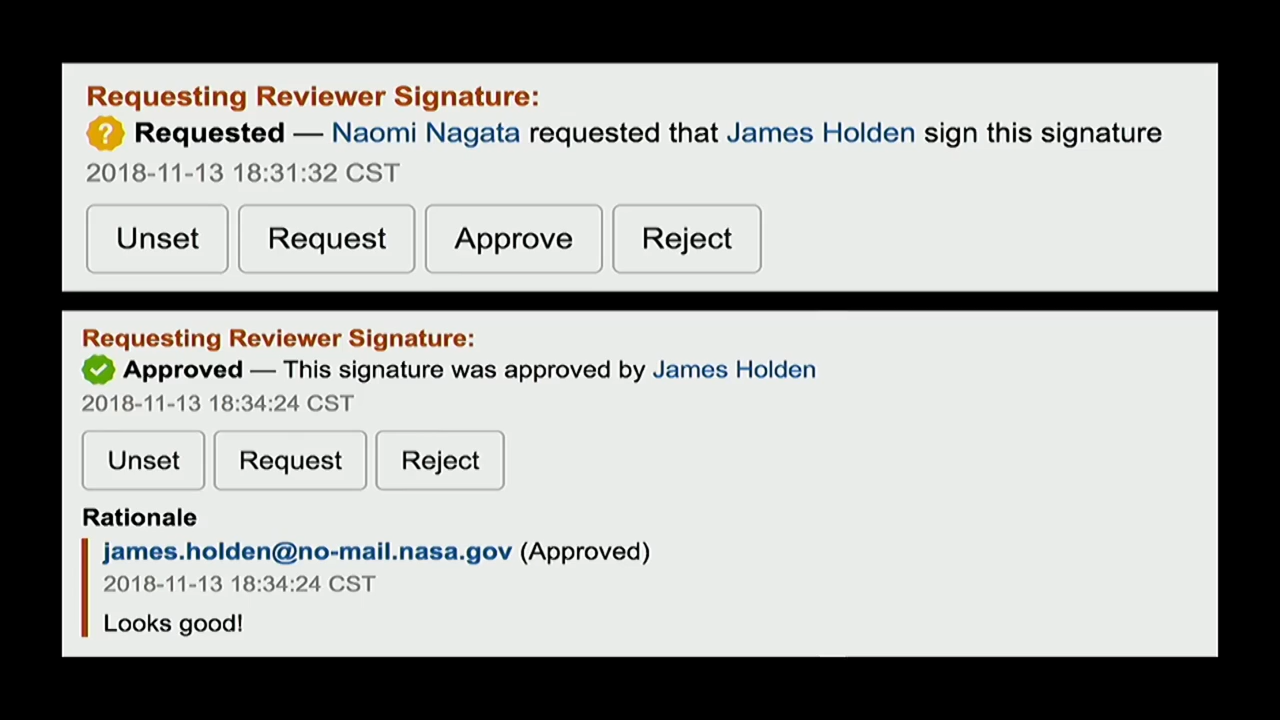 Requesting Reviewer Signature:
Requested — Naomi Nagata requested that James Holden sign this signature
2018-11-13 18:31:32 CST
Unset Request Approve Reject
Requesting Reviewer Signature:
Approved — This signature was approved by James Holden
2018-11-13 18:34:24 CST
Unset Request Reject
Rationale
james.holden@no-mail.nasa.gov (Approved)
2018-11-13 18:34:24 CST
Looks good!